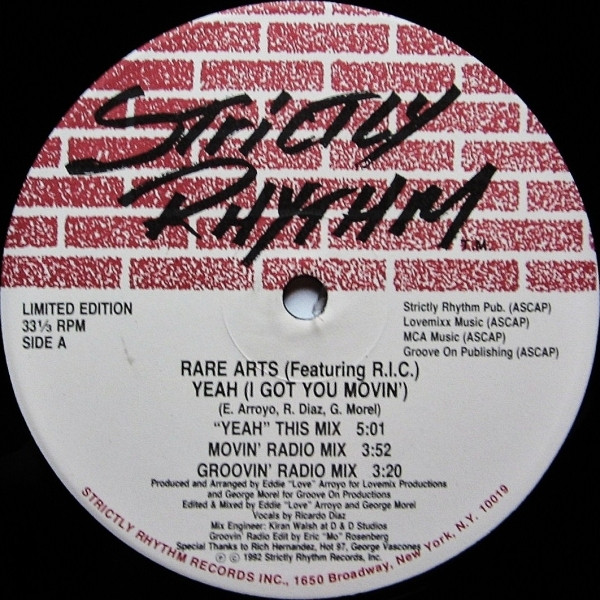 STRICTLY
RHYTHM T.M.
LIMITED EDITION
33⅓ RPM
SIDE A
Strictly Rhythm Pub. (ASCAP)
Lovemixx Music (ASCAP)
MCA Music (ASCAP)
Groove On Publishing (ASCAP)
RARE ARTS (Featuring R.I.C.)
YEAH (I GOT YOU MOVIN')
(E. Arroyo, R. Diaz, G. Morel)
"YEAH" THIS MIX 5:01
MOVIN' RADIO MIX 3:52
GROOVIN' RADIO MIX 3:20
Produced and Arranged by Eddie "Love" Arroyo for Lovemix Productions
and George Morel for Groove On Productions
Edited & Mixed by Eddie "Love" Arroyo and George Morel
Vocals by Ricardo Diaz
Mix Engineer: Kiran Walsh at D & D Studios
Groovin' Radio Edit by Eric "Mo" Rosenberg
Special Thanks to Rich Hernandez, Hot 97, George Vascones
℗ © 1992 Strictly Rhythm Records, Inc.
STRICTLY RHYTHM RECORDS INC., 1650 Broadway, New York, N.Y. 10019